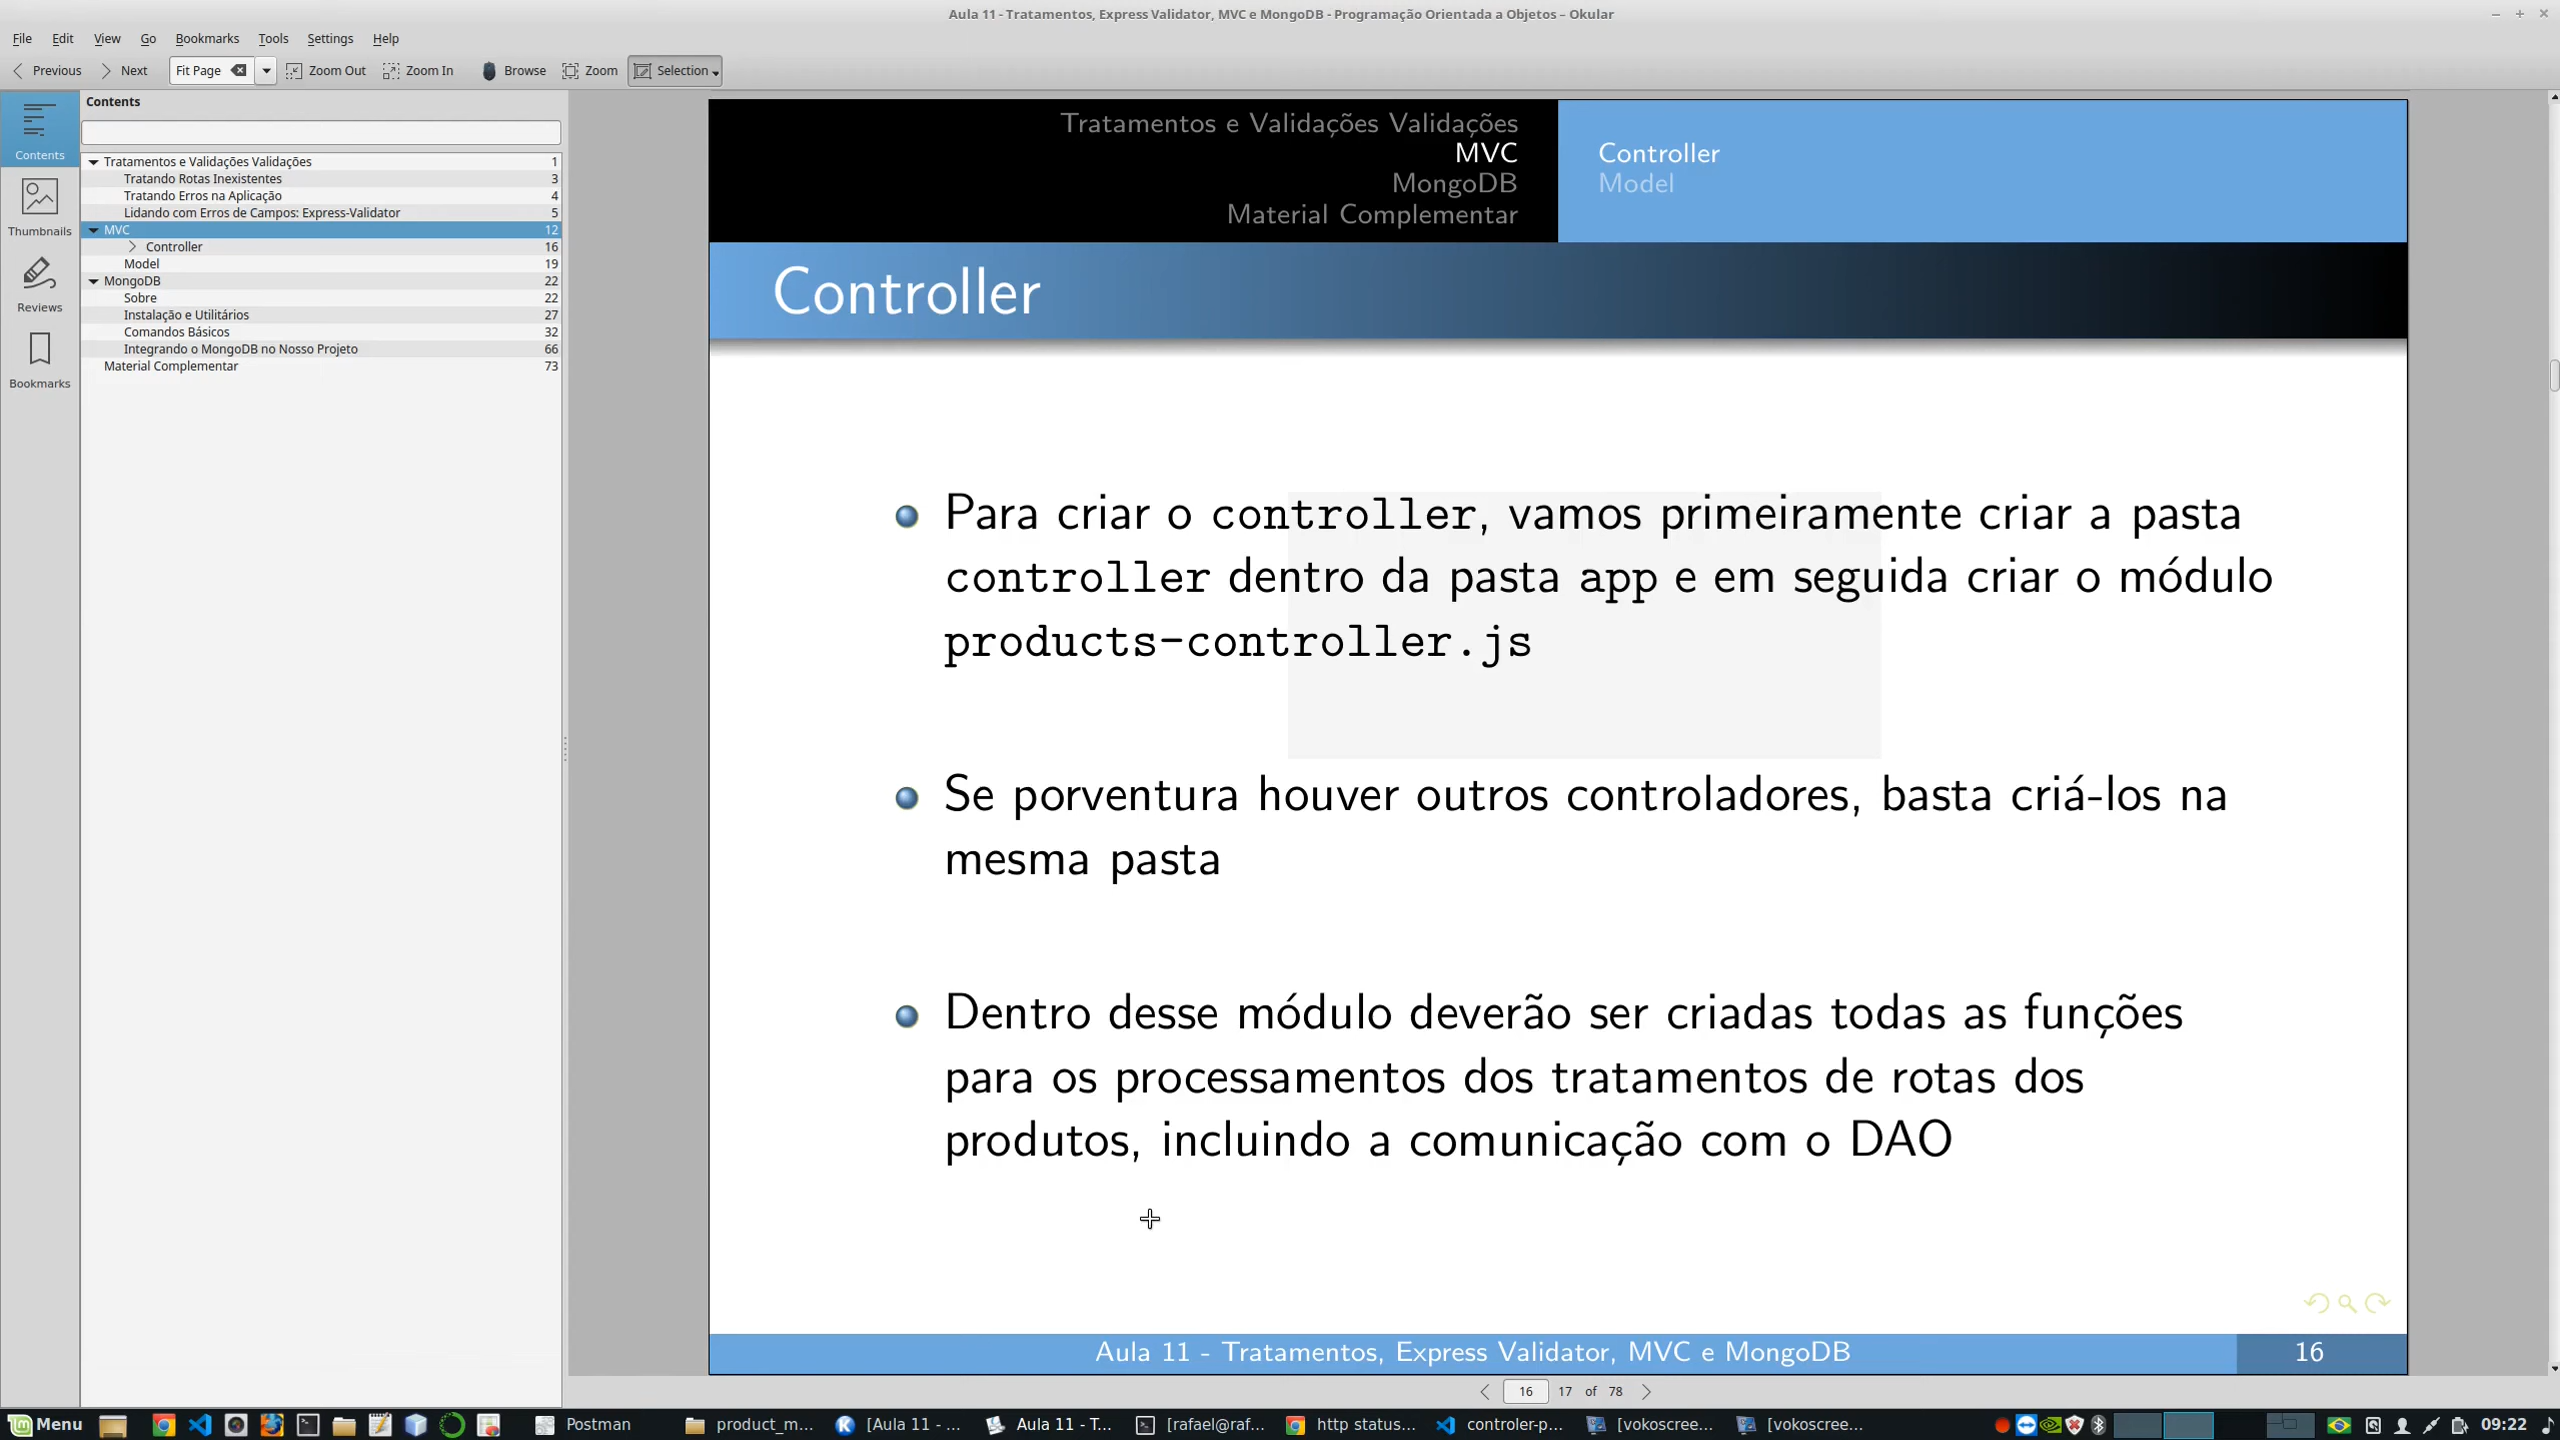 Aula 11 - Tratamentos, Express Validator, MVC e MongoDB - Programação Orientada a Objetos – Okular
File Edit View Go Bookmarks Tools Settings Help
Previous Next Fit Page Zoom Out Zoom In Browse Zoom Selection
Contents
Contents
Thumbnails
Reviews
Bookmarks
Tratamentos e Validações Validações 1
Tratando Rotas Inexistentes 3
Tratando Erros na Aplicação 4
Lidando com Erros de Campos: Express-Validator 5
MVC 12
Controller 16
Model 19
MongoDB 22
Sobre 22
Instalação e Utilitários 27
Comandos Básicos 32
Integrando o MongoDB no Nosso Projeto 66
Material Complementar 73
Tratamentos e Validações Validações
MVC
MongoDB
Material Complementar
Controller
Model
Controller
Para criar o controller, vamos primeiramente criar a pasta
controller dentro da pasta app e em seguida criar o módulo
products-controller.js
Se porventura houver outros controladores, basta criá-los na
mesma pasta
Dentro desse módulo deverão ser criadas todas as funções
para os processamentos dos tratamentos de rotas dos
produtos, incluindo a comunicação com o DAO
Aula 11 - Tratamentos, Express Validator, MVC e MongoDB 16
16 17 of 78
Menu Postman product_m... [Aula 11 - ... Aula 11 - T... [rafael@raf... http status... controler-p... [vokoscree... [vokoscree... 09:22